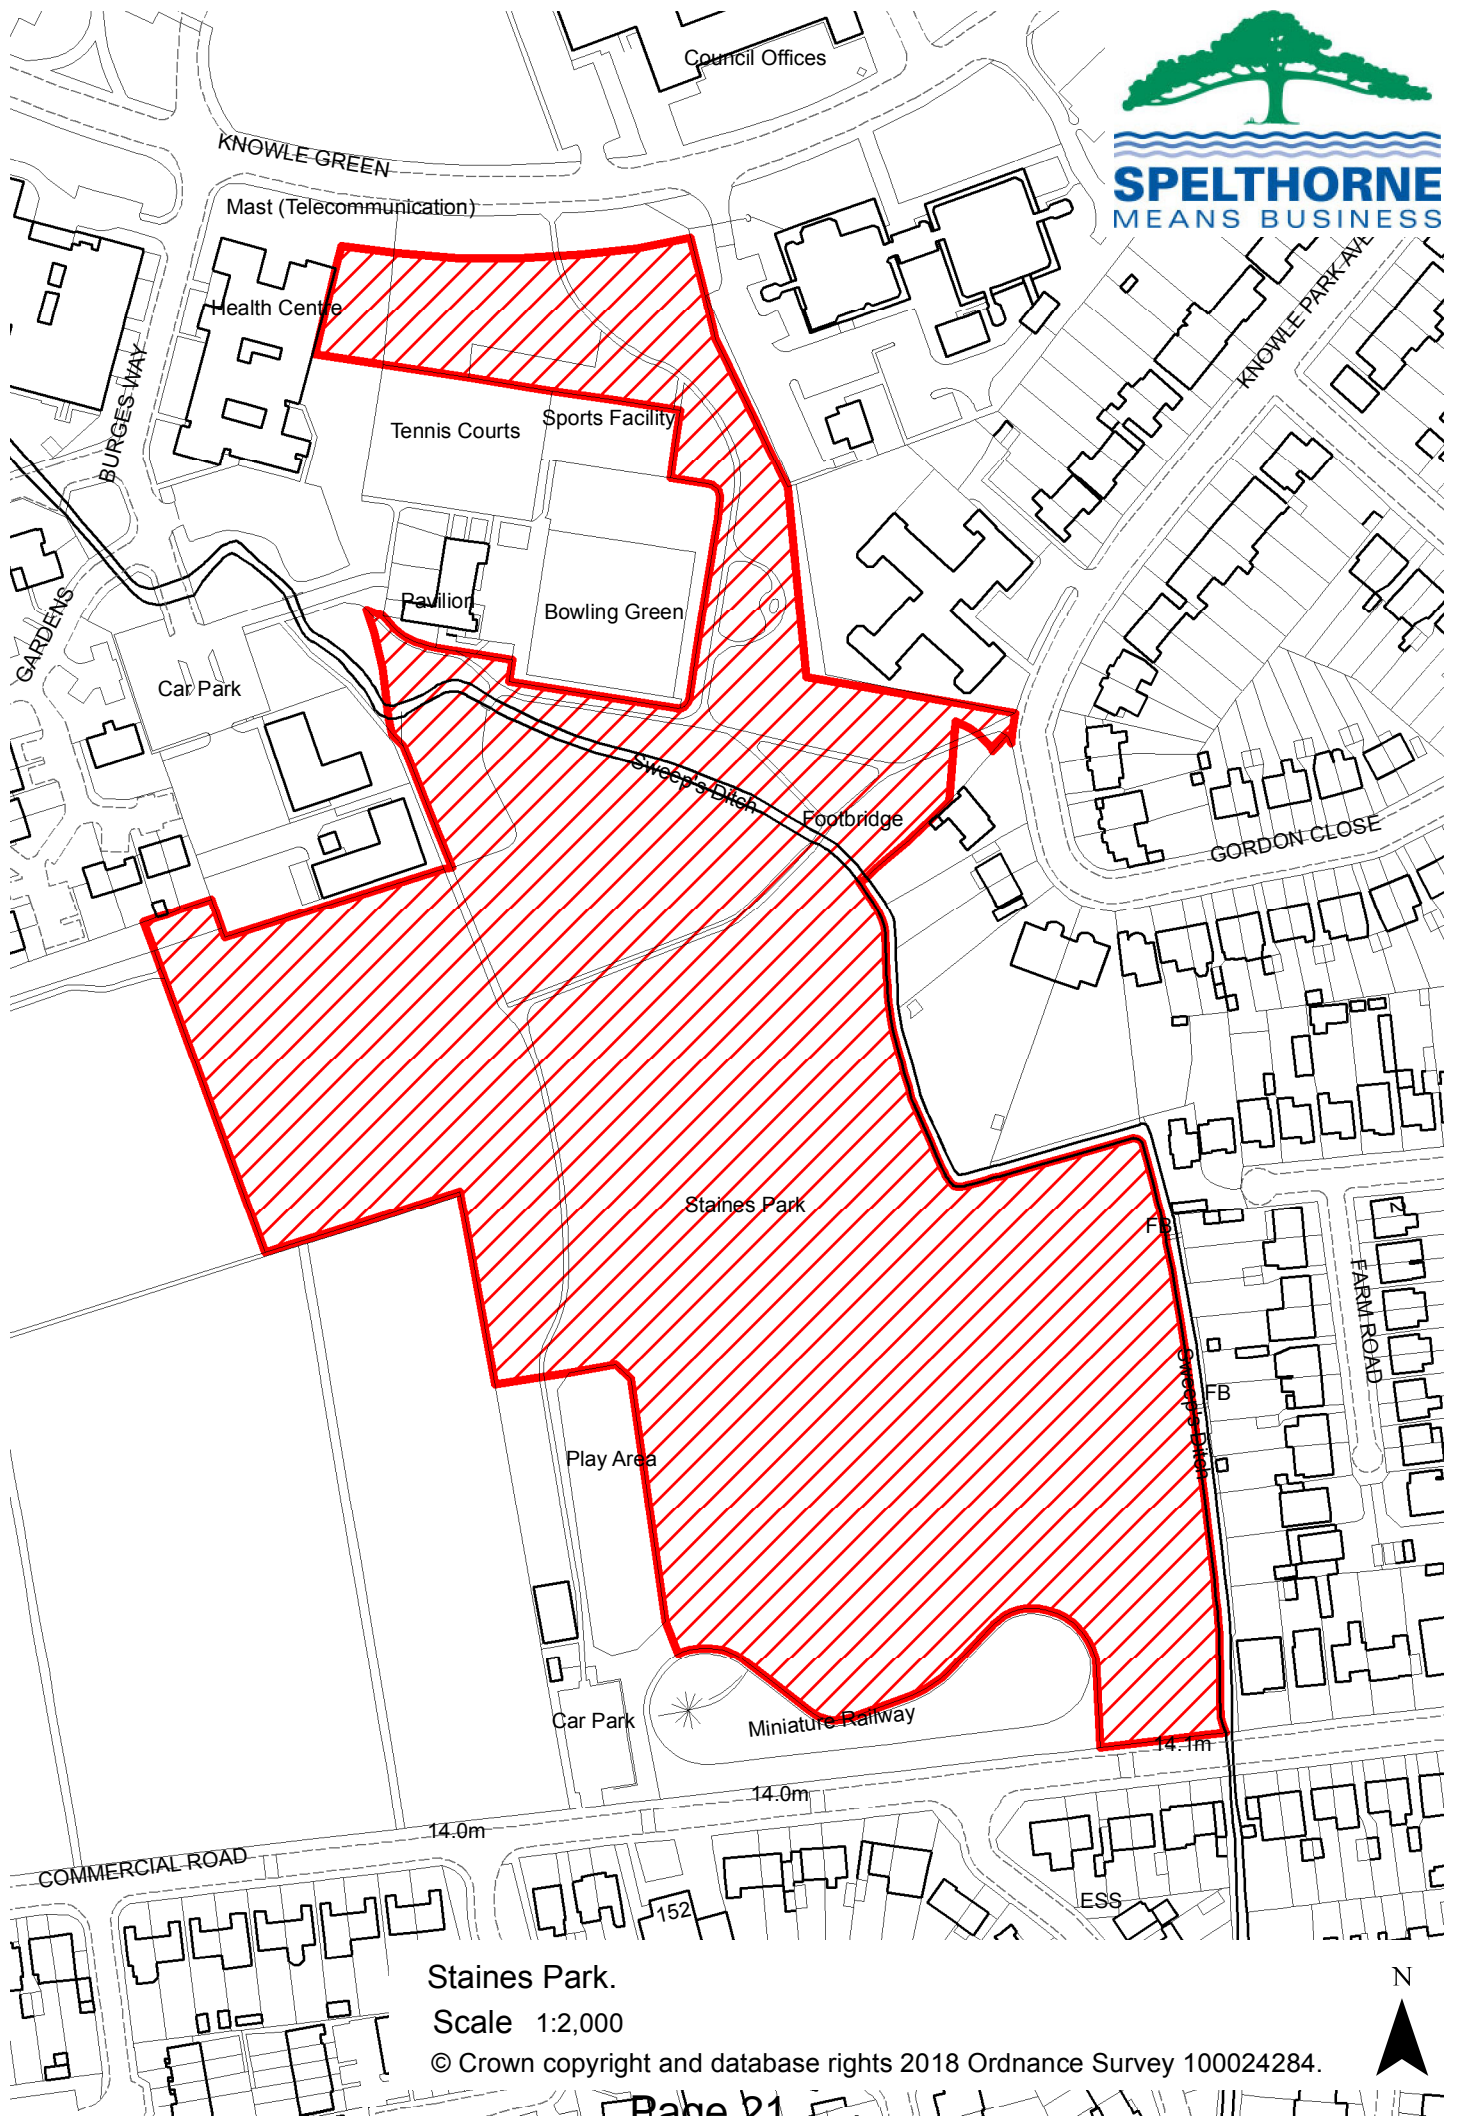 Council Offices
SPELTHORNE
MEANS BUSINESS
KNOWLE GREEN
Mast (Telecommunication)
KNOWLE PARK AVE
Health Centre
BURGES WAY
Tennis Courts
Sports Facility
GARDENS
Pavilion
Bowling Green
Car Park
Sweep's Ditch
Footbridge
GORDON CLOSE
Staines Park
FB
2
FARM ROAD
Sweep's Ditch
FB
Play Area
Car Park
Miniature Railway
14.1m
14.0m
14.0m
COMMERCIAL ROAD
ESS
152
Staines Park.
Scale 1:2,000
N
© Crown copyright and database rights 2018 Ordnance Survey 100024284.
Page 21